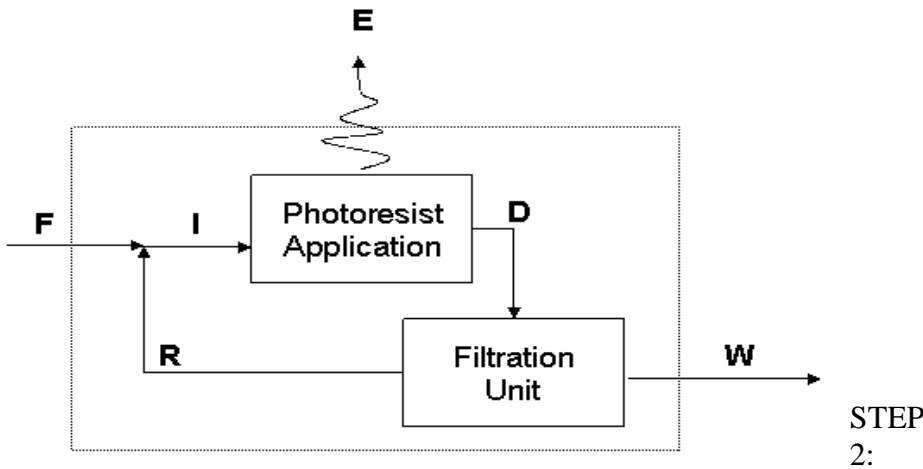 E
F
I
Photoresist
Application
D
R
Filtration
Unit
W
STEP
2: